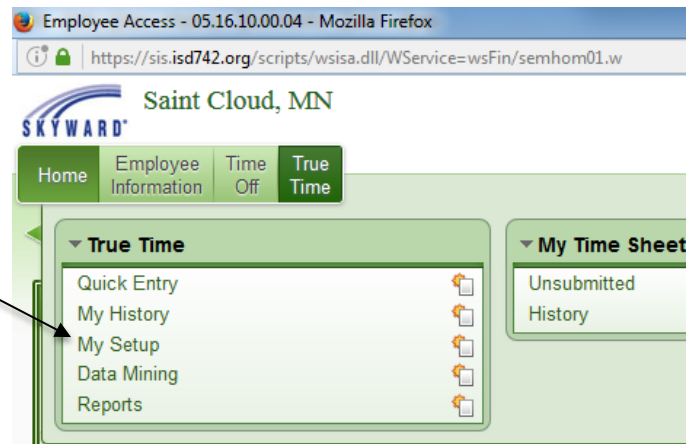 Employee Access - 05.16.10.00.04 - Mozilla Firefox
https://sis.isd742.org/scripts/wsisa.dll/WService=wsFin/semhom01.w
SKYWARD®
Saint Cloud, MN
Home
Employee Information
Time Off
True Time
True Time
Quick Entry
My History
My Setup
Data Mining
Reports
My Time Sheet
Unsubmitted
History